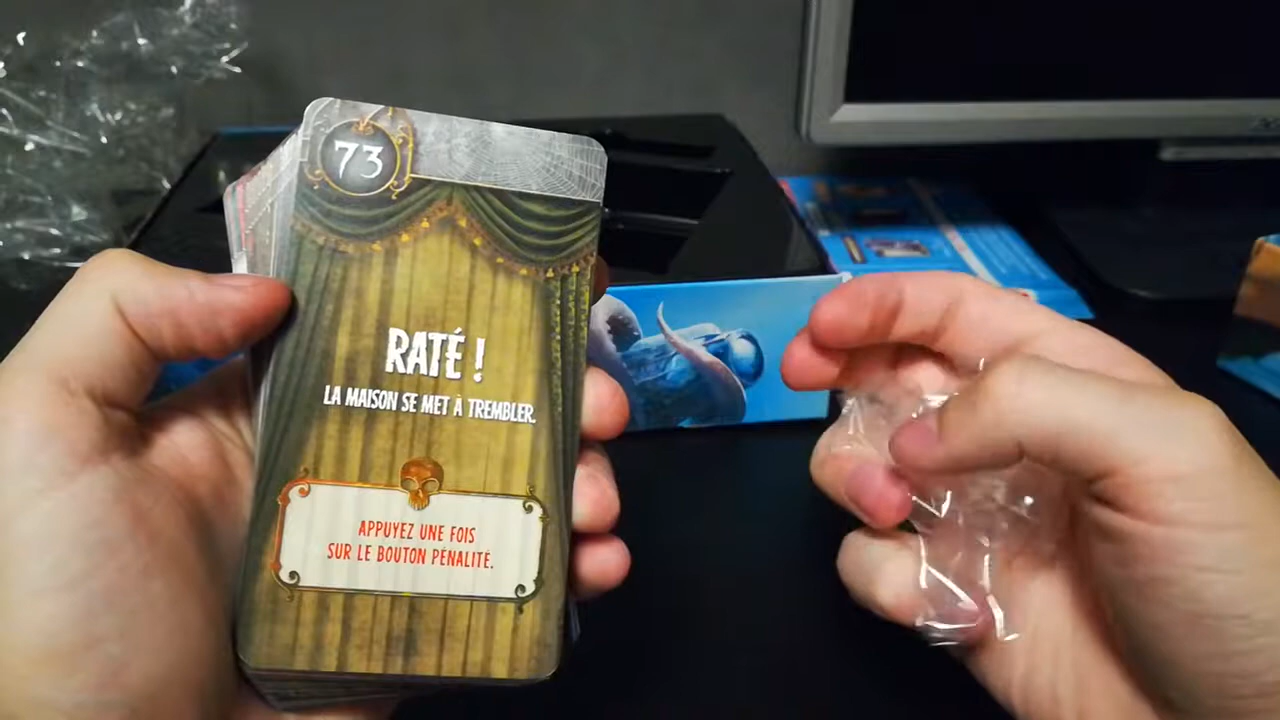 73
RATÉ !
LA MAISON SE MET À TREMBLER.
APPUYEZ UNE FOIS
SUR LE BOUTON PÉNALITÉ.